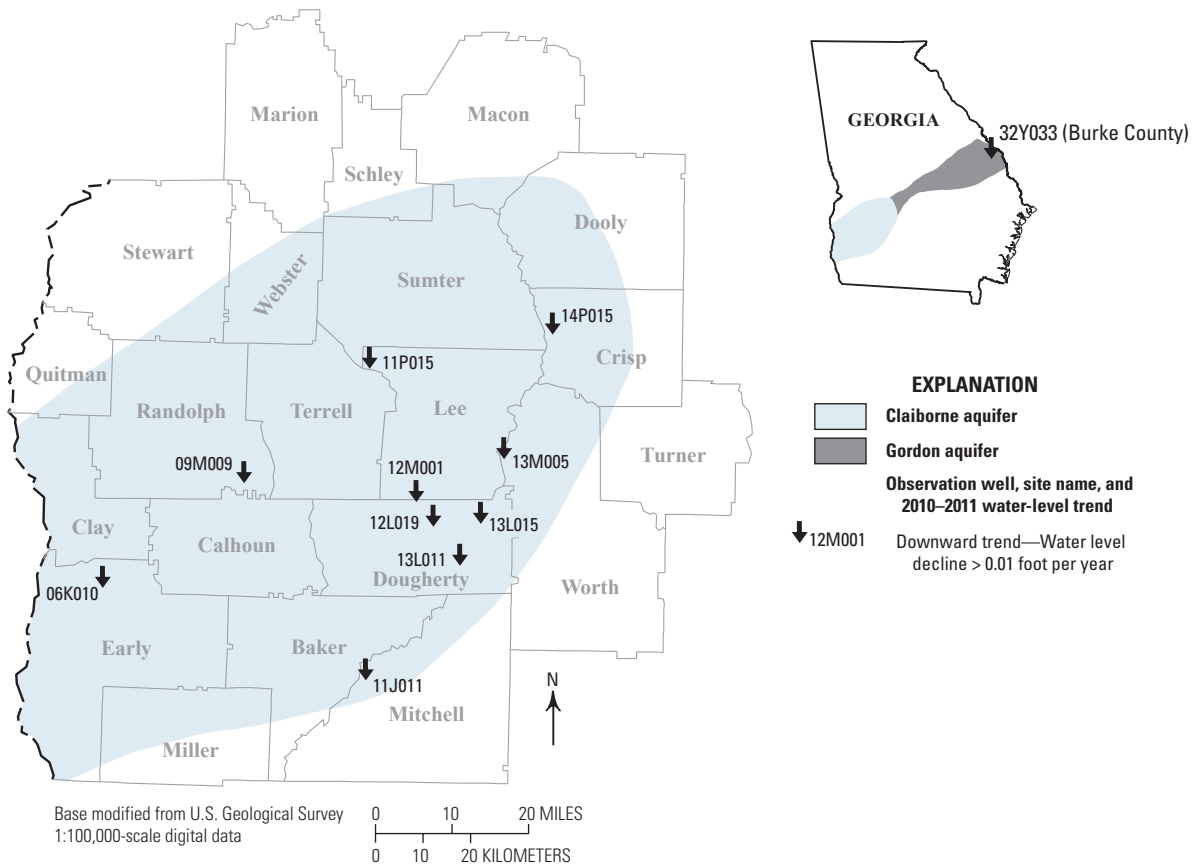 Marion
Macon
Schley
Dooly
Stewart
Webster
Sumter
14P015
Crisp
11P015
Quitman
Randolph
Terrell
Lee
Turner
09M009
12M001
13M005
12L019
13L015
Clay
Calhoun
13L011
Dougherty
Worth
06K010
Early
Baker
11J011
Mitchell
Miller
N
Base modified from U.S. Geological Survey
1:100,000-scale digital data
0 10 20 MILES
0 10 20 KILOMETERS
GEORGIA
32Y033 (Burke County)
EXPLANATION
Claiborne aquifer
Gordon aquifer
Observation well, site name, and
2010–2011 water-level trend
12M001
Downward trend—Water level
decline > 0.01 foot per year